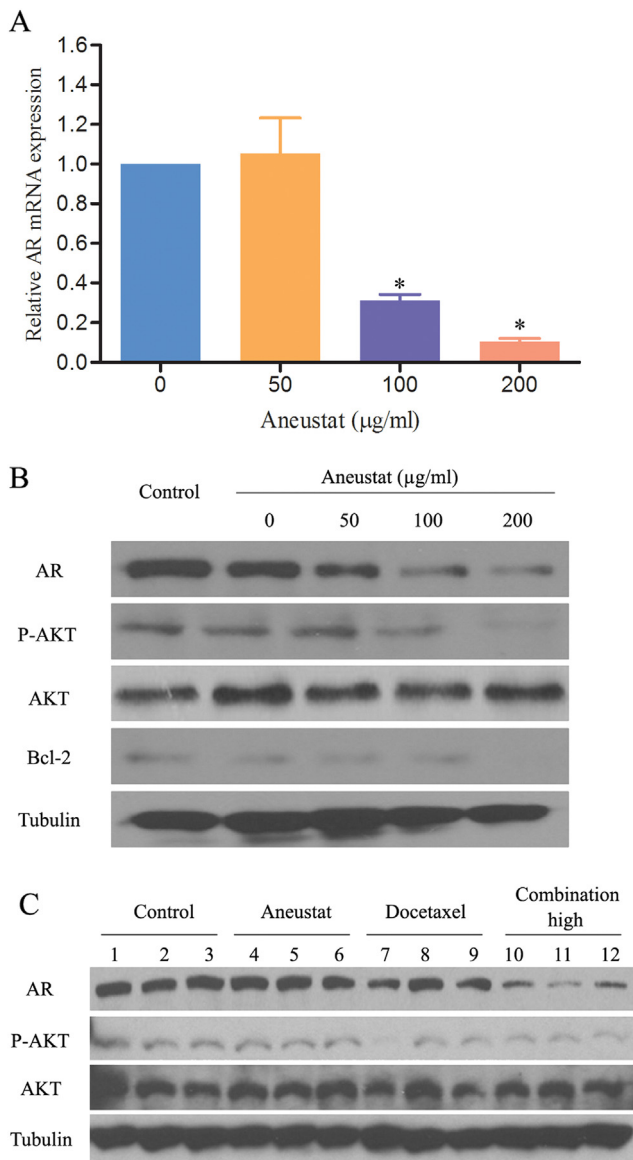 A
Relative AR mRNA expression
1.6
1.4
1.2
1.0
0.8
0.6
0.4
0.2
0.0
*
*
0 50 100 200
Aneustat (µg/ml)
B
Control Aneustat (µg/ml)
0 50 100 200
AR
P-AKT
AKT
Bcl-2
Tubulin
C
Control Aneustat Docetaxel Combination
high
1 2 3 4 5 6 7 8 9 10 11 12
AR
P-AKT
AKT
Tubulin